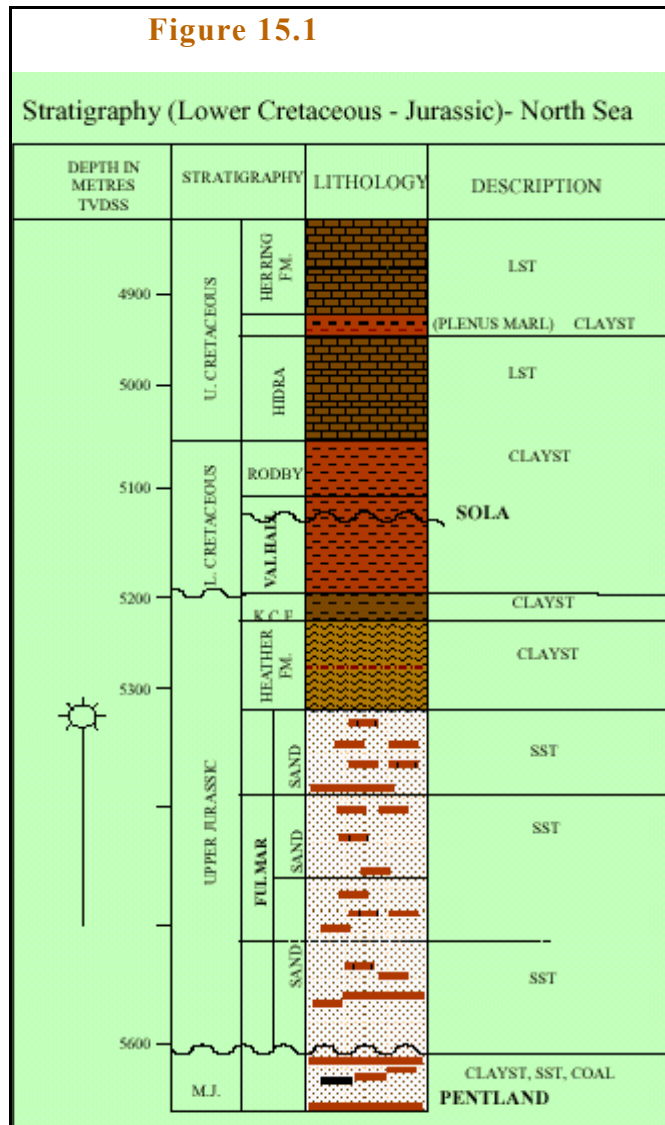 Figure 15.1
Stratigraphy (Lower Cretaceous - Jurassic)- North Sea
DEPTH IN
METRES
TVDSS
STRATIGRAPHY
LITHOLOGY
DESCRIPTION
4900
5000
5100
5200
5300
5600
U. CRETACEOUS
L. CRETACEOUS
UPPER JURASSIC
M.J.
HERRING
FM.
HIDRA
RODBY
VALHALL
K.C.F.
HEATHER
FM.
FULMAR
SAND
SAND
SAND
LST
(PLENUS MARL) CLAYST
LST
CLAYST
SOLA
CLAYST
CLAYST
SST
SST
SST
CLAYST, SST, COAL
PENTLAND